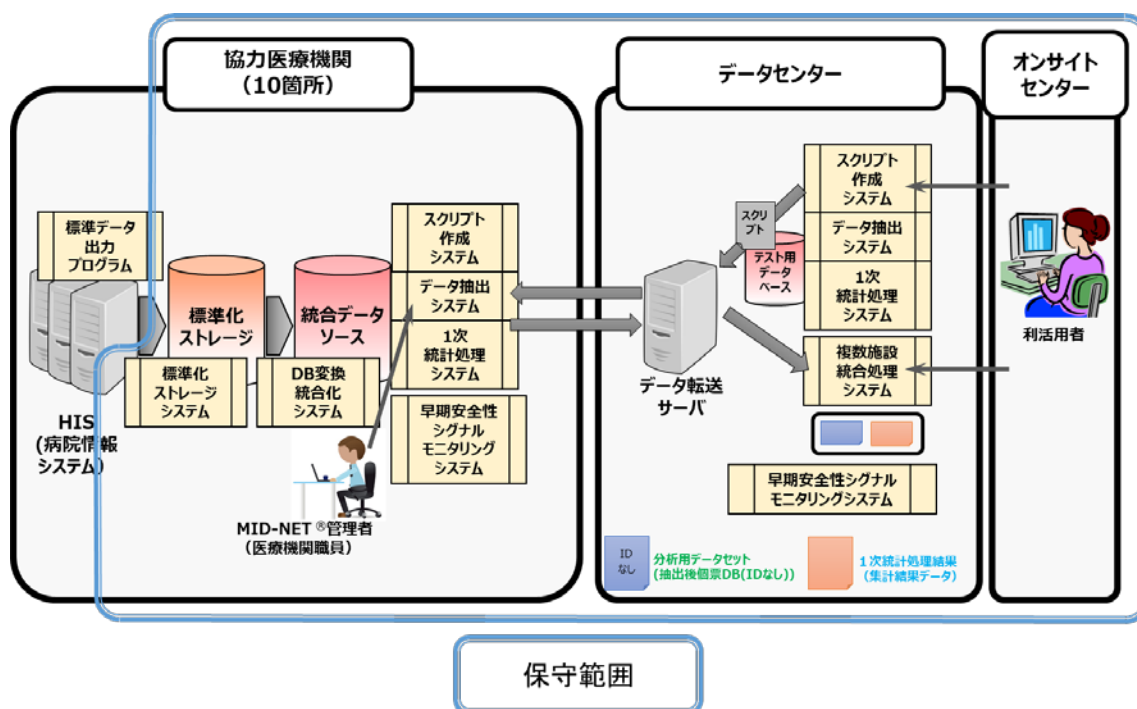 協力医療機関
（10箇所）
データセンター
オンサイト
センター
標準データ
出力
プログラム
標準化
ストレージ
統合データ
ソース
標準化
ストレージ
システム
DB変換
統合化
システム
HIS
(病院情報
システム)
スクリプト
作成
システム
データ抽出
システム
1次
統計処理
システム
早期安全性
シグナル
モニタリング
システム
MID-NET®管理者
（医療機関職員）
スクリ
プト
テスト用
データ
ベース
データ転送
サーバ
スクリプト
作成
システム
データ抽出
システム
1次
統計処理
システム
複数施設
統合処理
システム
早期安全性シグナル
モニタリングシステム
ID
なし
分析用データセット
(抽出後個票DB(IDなし))
１次統計処理結果
（集計結果データ）
利活用者
保守範囲